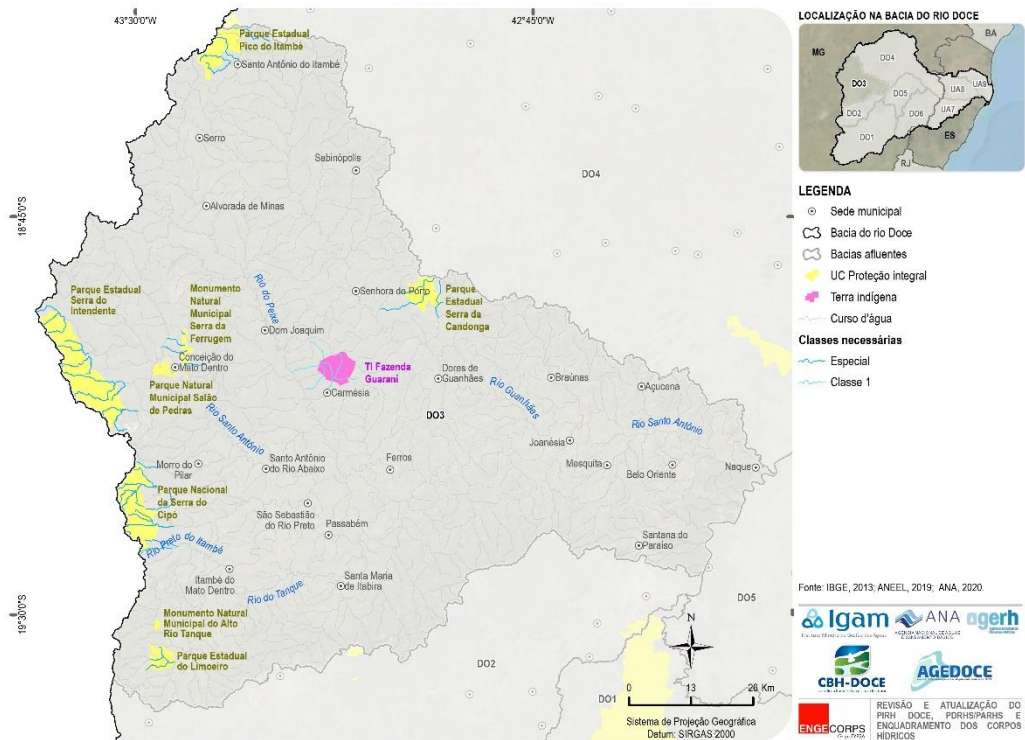 43°30'0"W
42°45'0"W
18°45'0"S
19°30'0"S
Parque Estadual
Pico do Itambé
Santo Antônio do Itambé
Serro
Sabinópolis
DO4
Alvorada de Minas
Parque Estadual
Serra do
Intendente
Monumento
Natural
Municipal
Serra da
Ferrugem
Rio do Peixe
Senhora do Porto
Parque
Estadual
Serra da
Candonga
Dom Joaquim
Conceição do
Mato Dentro
TI Fazenda
Guarani
Dores de
Guanhães
Braúnas
Açucena
Parque Natural
Municipal Salão
de Pedras
Carmésia
Rio Guanhães
DO3
Rio Santo Antônio
Rio Santo Antônio
Joanésia
Morro do
Pilar
Santo Antônio
do Rio Abaixo
Ferros
Mesquita
Belo Oriente
Naque
Parque Nacional
da Serra do
Cipó
São Sebastião
do Rio Preto
Passabém
Rio Preto do Itambé
Santana do
Paraíso
Itambé do
Mato Dentro
Rio do Tanque
Santa Maria
de Itabira
DO5
Monumento Natural
Municipal do Alto
Rio Tanque
Parque Estadual
do Limoeiro
DO2
DO1
N
0 13 26 Km
Sistema de Projeção Geográfica
Datum: SIRGAS 2000
LOCALIZAÇÃO NA BACIA DO RIO DOCE
MG
BA
DO4
DO3
DO5
UA8
UA9
DO2
DO6
UA7
DO1
ES
RJ
LEGENDA
Sede municipal
Bacia do rio Doce
Bacias afluentes
UC Proteção integral
Terra indígena
Curso d'água
Classes necessárias
Especial
Classe 1
Fonte: IBGE, 2013; ANEEL, 2019; ANA, 2020.
Igam
ANA
AGÊNCIA NACIONAL DE ÁGUAS
E SANEAMENTO BÁSICO
agerh
CBH-DOCE
AGEDOCE
ENGECORPS
REVISÃO E ATUALIZAÇÃO DO
PIRH DOCE, PDRHS/PARHS E
ENQUADRAMENTO DOS CORPOS
HÍDRICOS